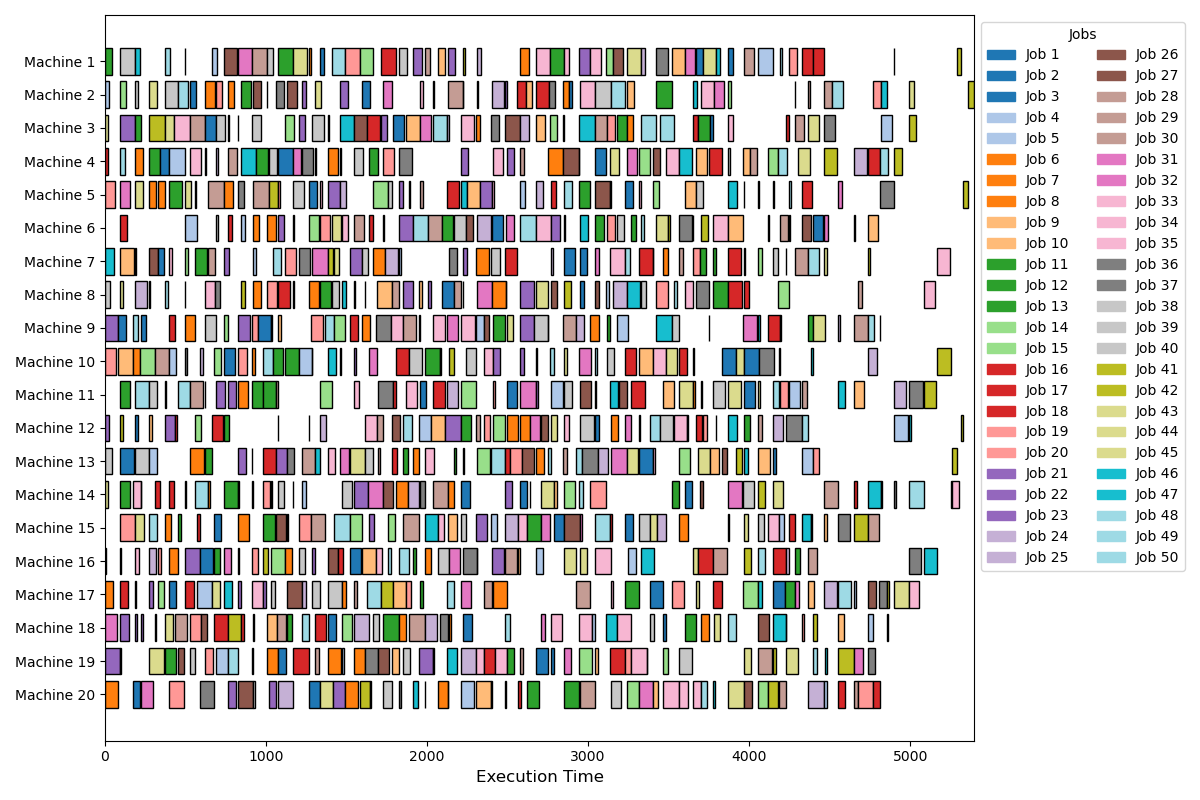 Machine 1
Machine 2
Machine 3
Machine 4
Machine 5
Machine 6
Machine 7
Machine 8
Machine 9
Machine 10
Machine 11
Machine 12
Machine 13
Machine 14
Machine 15
Machine 16
Machine 17
Machine 18
Machine 19
Machine 20
0 1000 2000 3000 4000 5000
Execution Time
Jobs
Job 1 Job 26
Job 2 Job 27
Job 3 Job 28
Job 4 Job 29
Job 5 Job 30
Job 6 Job 31
Job 7 Job 32
Job 8 Job 33
Job 9 Job 34
Job 10 Job 35
Job 11 Job 36
Job 12 Job 37
Job 13 Job 38
Job 14 Job 39
Job 15 Job 40
Job 16 Job 41
Job 17 Job 42
Job 18 Job 43
Job 19 Job 44
Job 20 Job 45
Job 21 Job 46
Job 22 Job 47
Job 23 Job 48
Job 24 Job 49
Job 25 Job 50